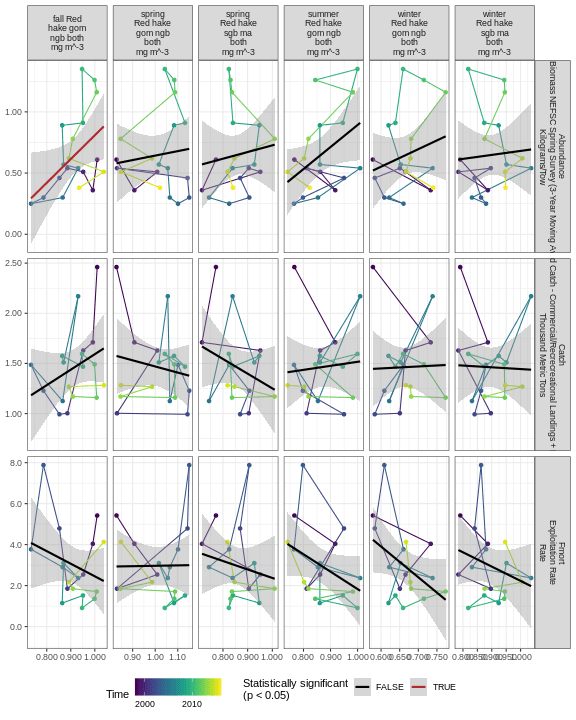 fall Red
hake gom
ngb both
mg m^-3
spring
Red hake
gom ngb
both
mg m^-3
spring
Red hake
sgb ma
both
mg m^-3
summer
Red hake
gom ngb
both
mg m^-3
winter
Red hake
gom ngb
both
mg m^-3
winter
Red hake
sgb ma
both
mg m^-3
1.00
0.50
0.00
Abundance
Biomass NEFSC Spring Survey (3-Year Moving A
Kilograms/Tow
2.50
2.00
1.50
1.00
Catch
d Catch - Commercial/Recreational Landings +
Thousand Metric Tons
8.0
6.0
4.0
2.0
0.0
Fmort
Exploitation Rate
Rate
0.800 0.900 1.000
0.90 1.00 1.10
0.800 0.900 1.000
0.800 0.900 1.000
0.600 0.650 0.700 0.750
0.800 0.850 0.900 0.950 1.000
Time
2000 2010
Statistically significant
(p < 0.05)
FALSE
TRUE